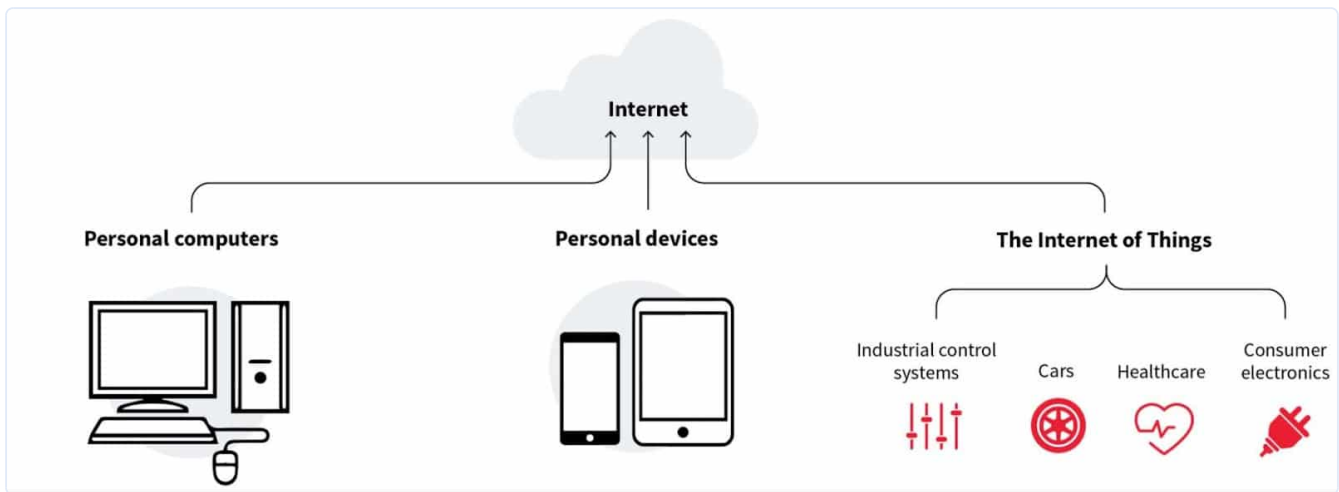 Internet
Personal computers
Personal devices
The Internet of Things
Industrial control
systems
Cars
Healthcare
Consumer
electronics